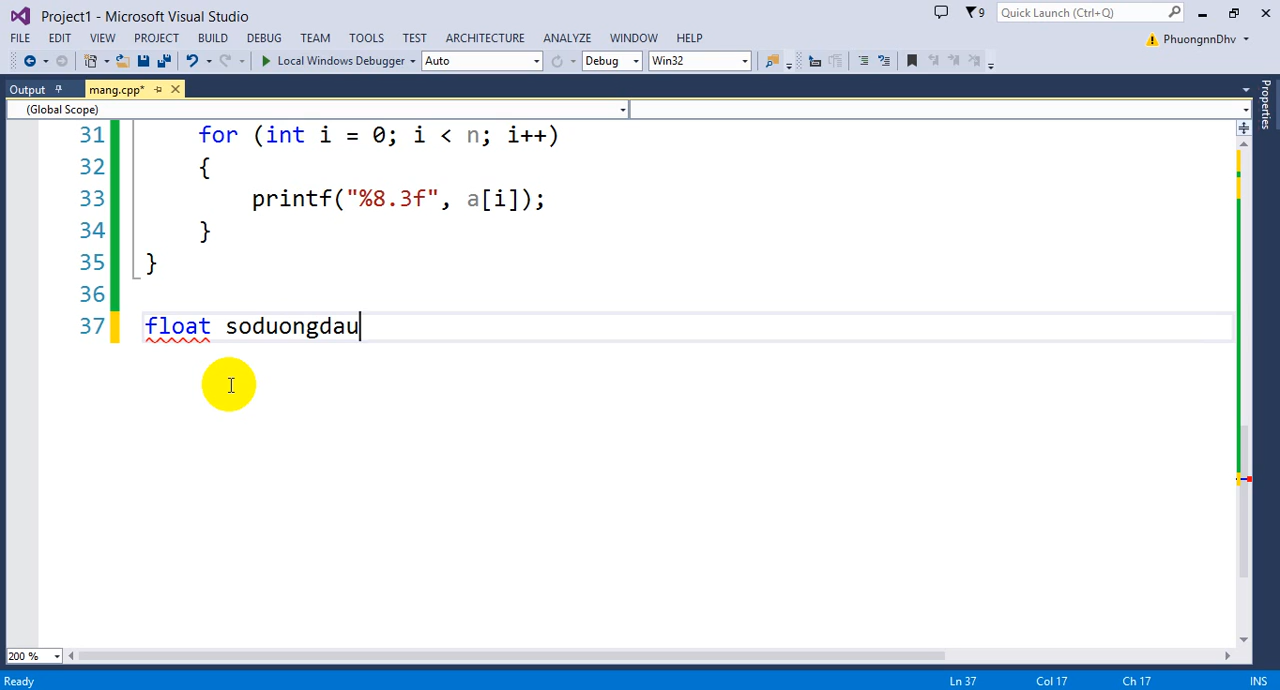 Project1 - Microsoft Visual Studio
9
Quick Launch (Ctrl+Q)
FILE EDIT VIEW PROJECT BUILD DEBUG TEAM TOOLS TEST ARCHITECTURE ANALYZE WINDOW HELP
PhuongnnDhv
Local Windows Debugger Auto Debug Win32
Output mang.cpp*
(Global Scope)
Properties
31 for (int i = 0; i < n; i++)
32 {
33 printf("%8.3f", a[i]);
34 }
35 }
36
37 float soduongdau
200 %
Ready Ln 37 Col 17 Ch 17 INS